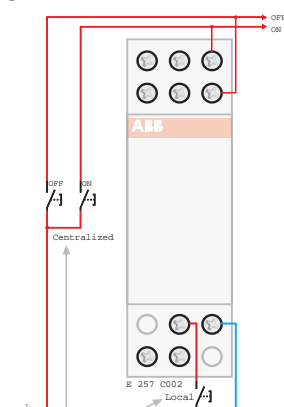 OFF
ON
ABB
OFF ON
Centralized
E 257 C002
Local
L